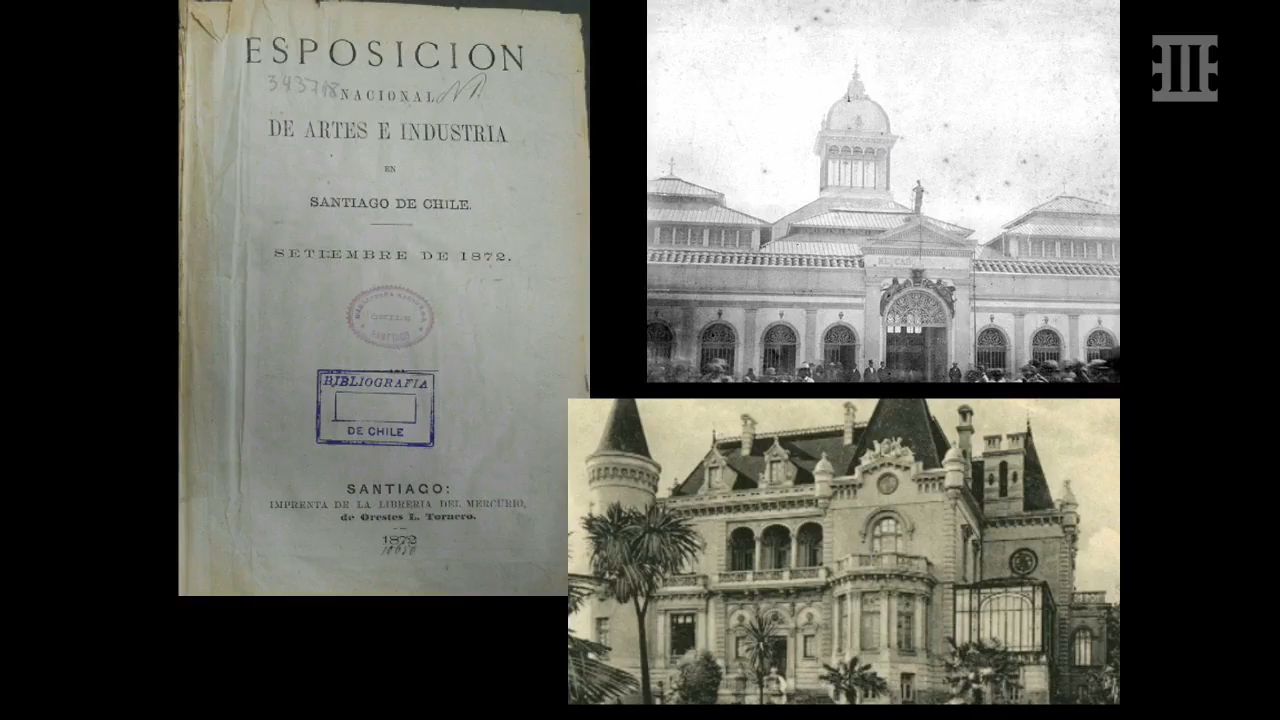 ESPOSICION
343718 NACIONAL
DE ARTES E INDUSTRIA
EN
SANTIAGO DE CHILE.
SETIEMBRE DE 1872.
BIBLIOGRAFIA
DE CHILE
SANTIAGO:
IMPRENTA DE LA LIBRERIA DEL MERCURIO,
de Orestes L. Tornero.
1872